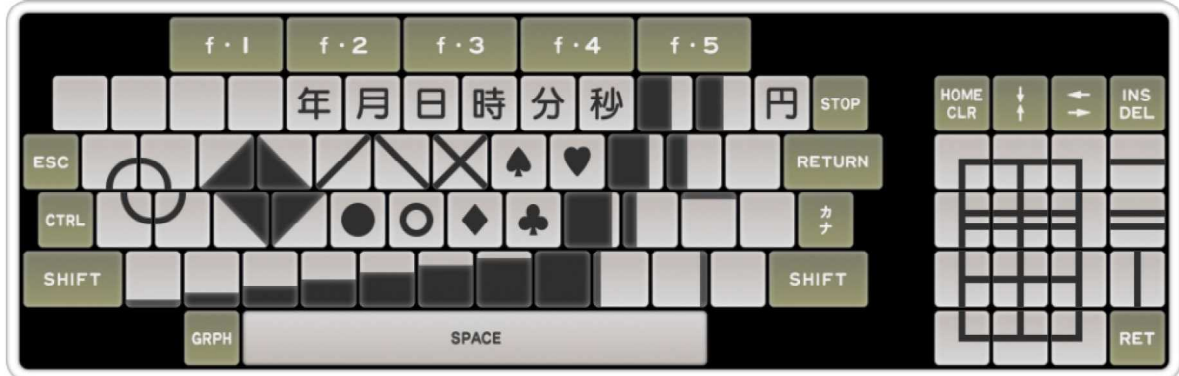 f・1 f・2 f・3 f・4 f・5
年 月 日 時 分 秒 円 STOP HOME CLR ↓ ↑ ← → INS DEL
ESC ♠ ♥ RETURN
CTRL ● ○ ♦ ♣ カナ
SHIFT SHIFT
GRPH SPACE RET